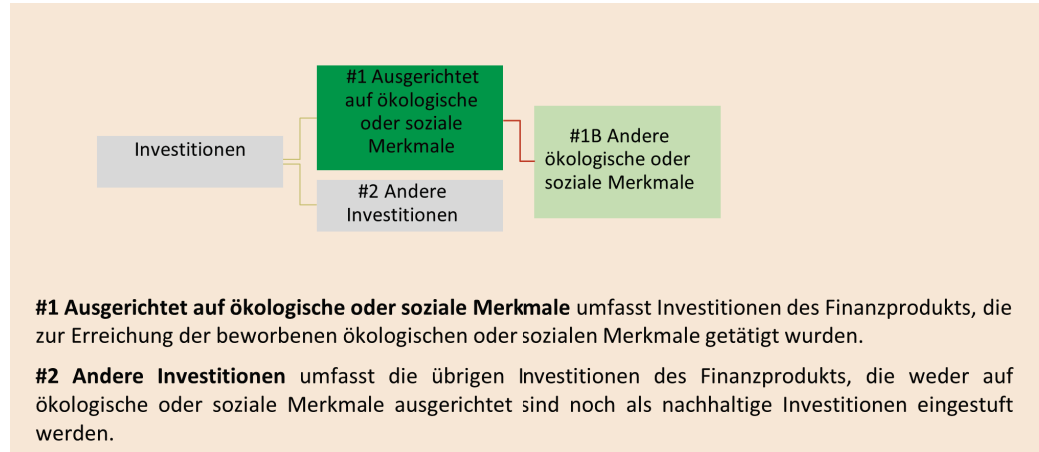 #1 Ausgerichtet
auf ökologische
oder soziale
Merkmale
Investitionen
#2 Andere
Investitionen
#1B Andere
ökologische oder
soziale Merkmale
#1 Ausgerichtet auf ökologische oder soziale Merkmale umfasst Investitionen des Finanzprodukts, die
zur Erreichung der beworbenen ökologischen oder sozialen Merkmale getätigt wurden.
#2 Andere Investitionen umfasst die übrigen Investitionen des Finanzprodukts, die weder auf
ökologische oder soziale Merkmale ausgerichtet sind noch als nachhaltige Investitionen eingestuft
werden.